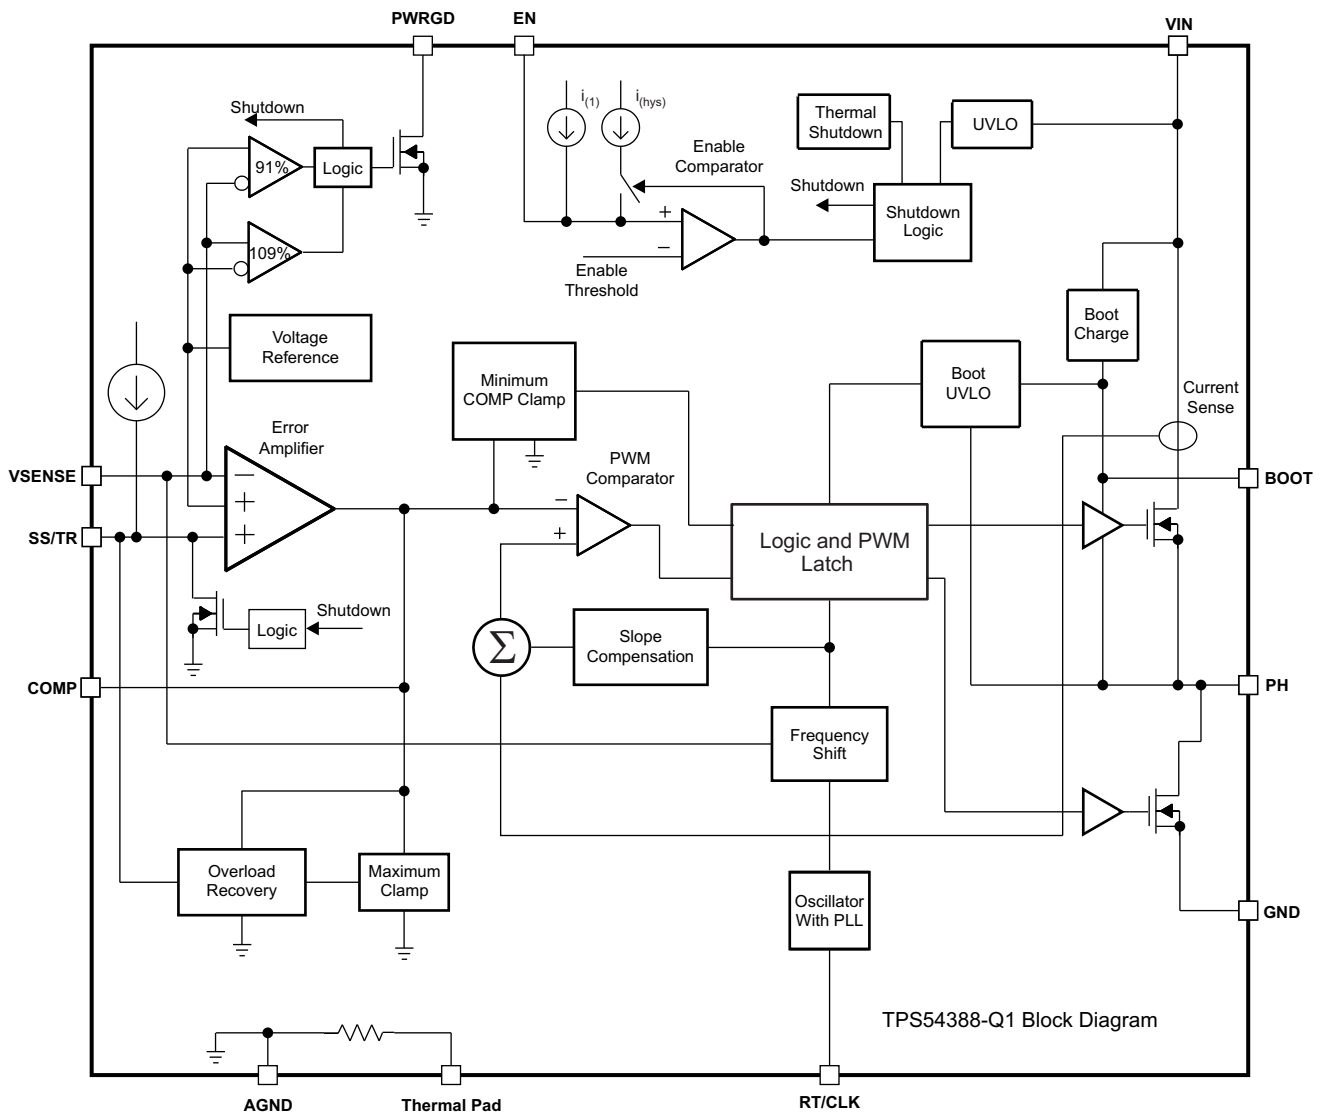 PWRGD
EN
VIN
Shutdown
91%
Logic
109%
i(1)
i(hys)
Enable
Comparator
+
−
Enable
Threshold
Thermal
Shutdown
UVLO
Shutdown
Shutdown
Logic
Boot
Charge
Voltage
Reference
Minimum
COMP Clamp
Boot
UVLO
Current
Sense
Error
Amplifier
VSENSE
SS/TR
−
+
+
PWM
Comparator
−
+
Logic and PWM
Latch
BOOT
Logic
Shutdown
Σ
Slope
Compensation
COMP
PH
Frequency
Shift
Overload
Recovery
Maximum
Clamp
Oscillator
With PLL
GND
TPS54388-Q1 Block Diagram
AGND
Thermal Pad
RT/CLK